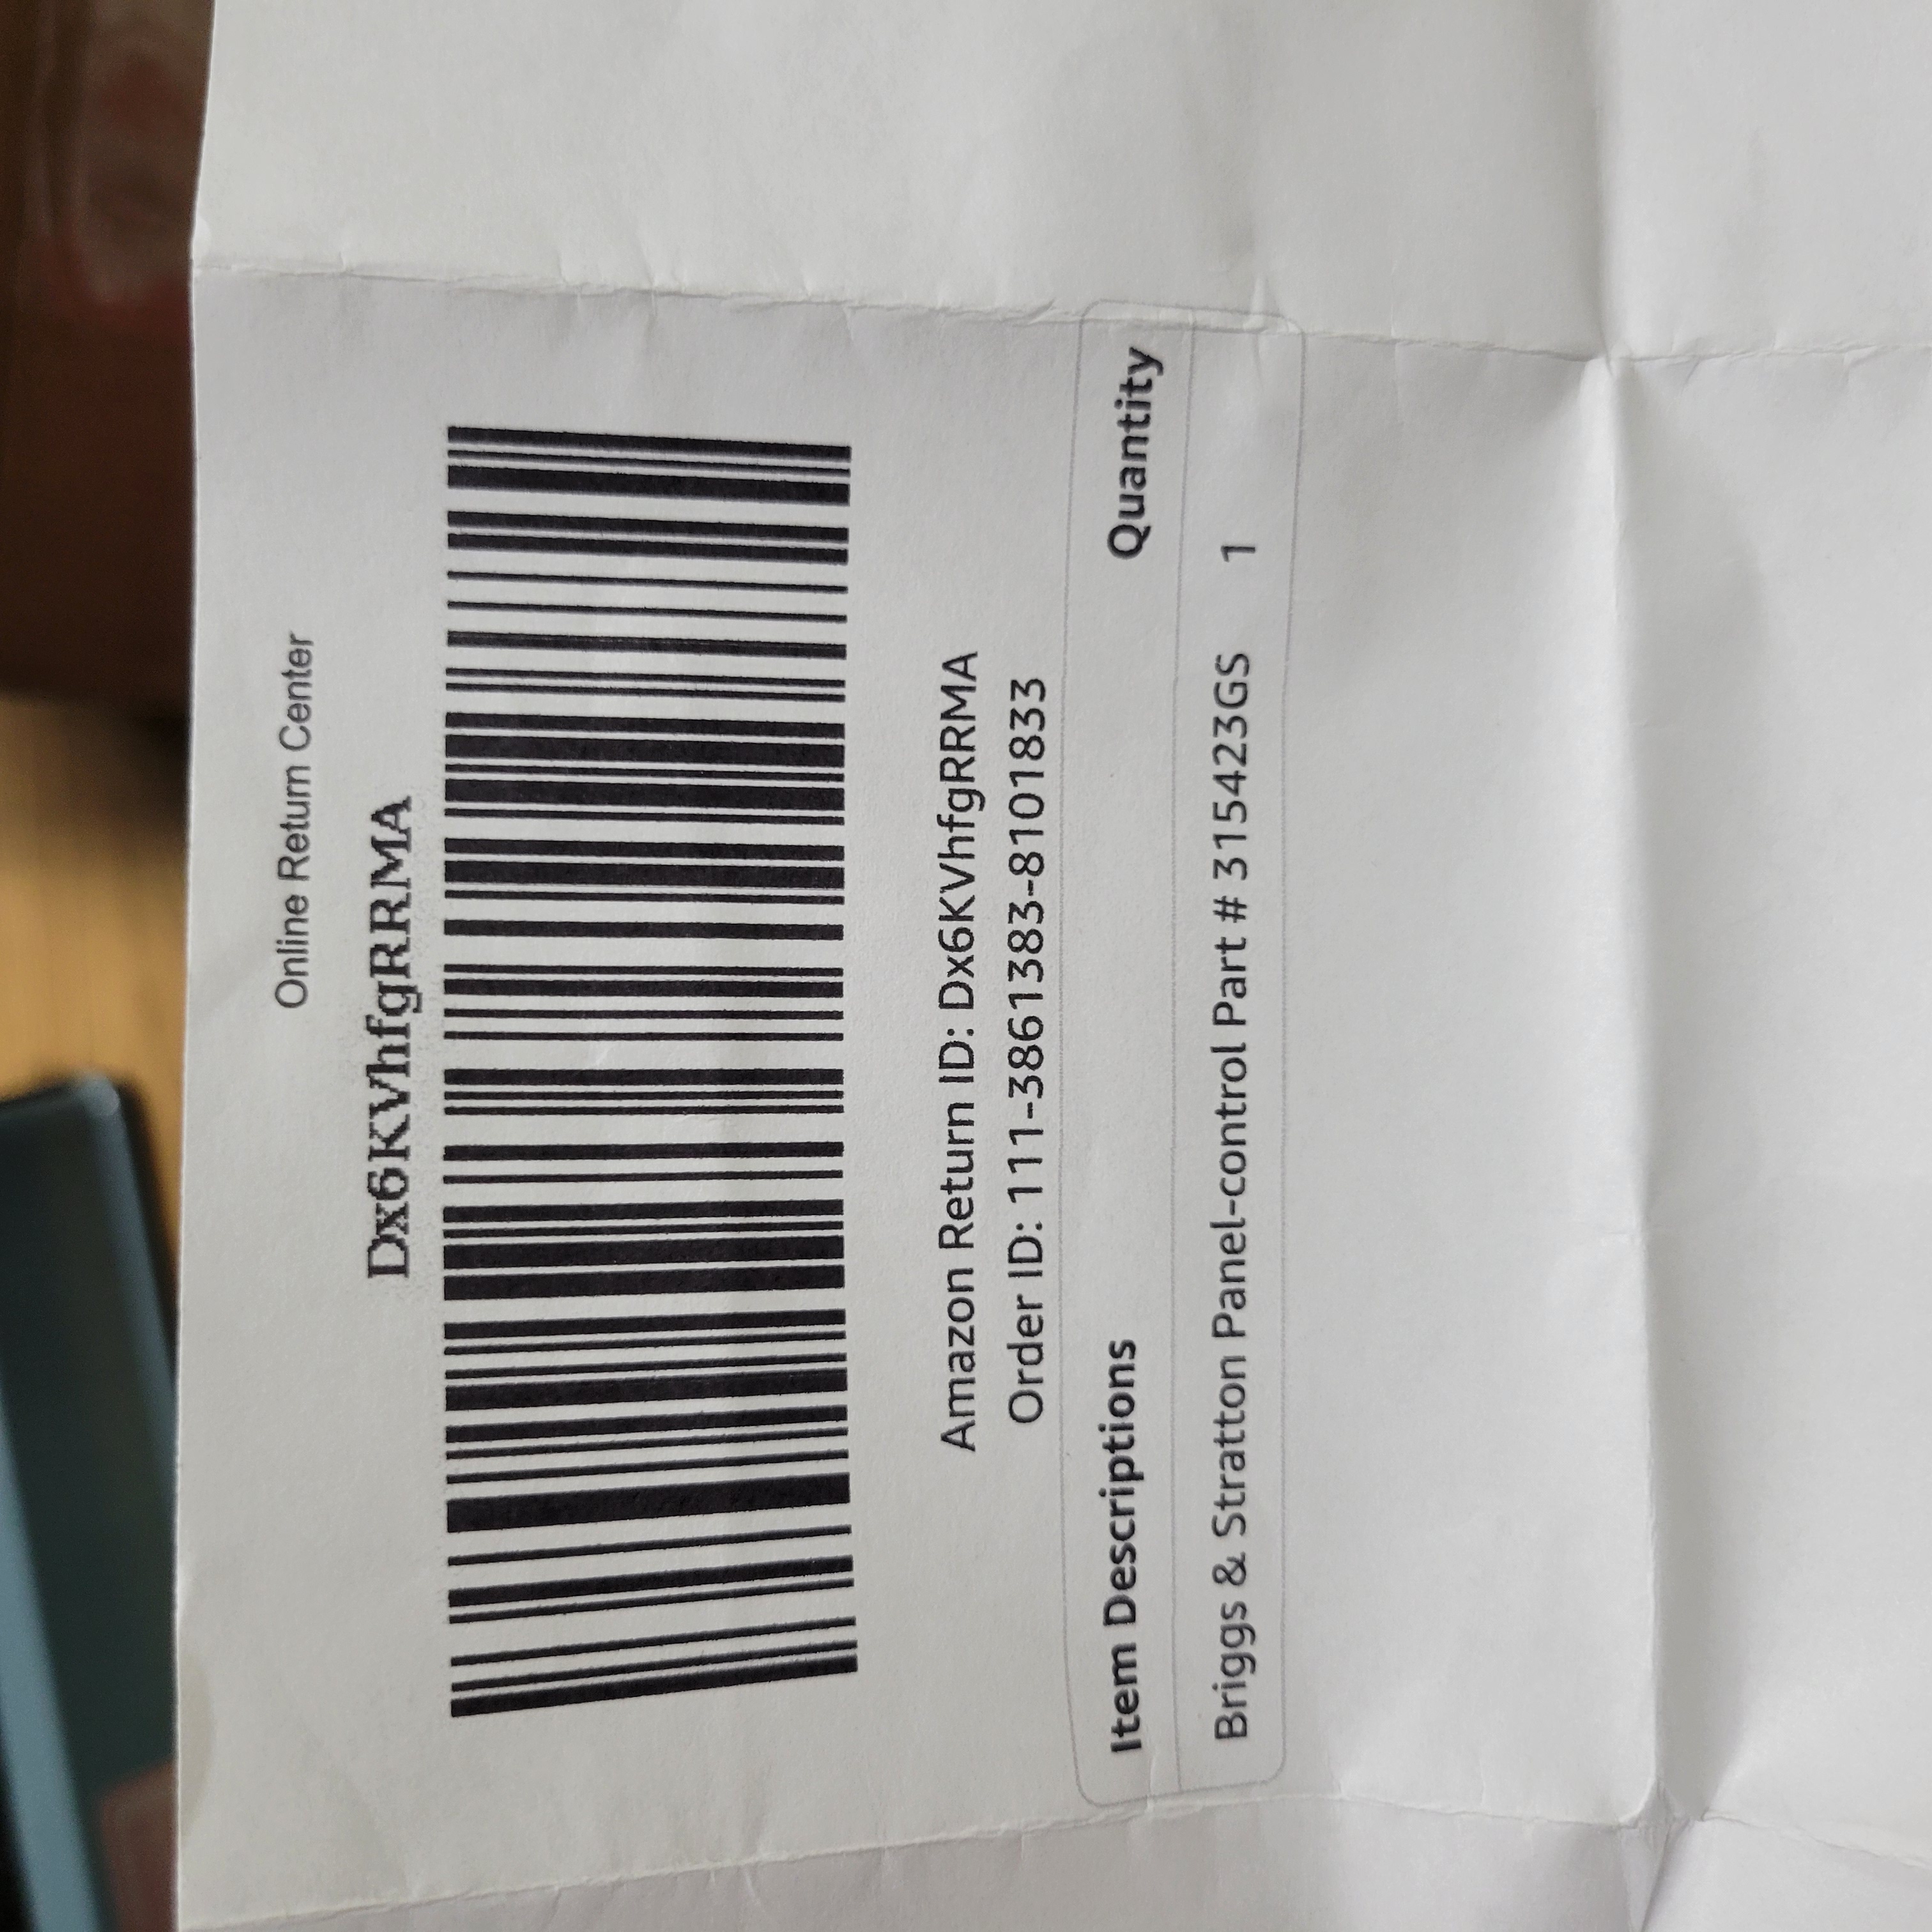 Online Return Center
Dx6KVhfgRRMA
Amazon Return ID: Dx6KVhfgRRMA
Order ID: 111-3861383-8101833
Item Descriptions Quantity
Briggs & Stratton Panel-control Part # 315423GS 1